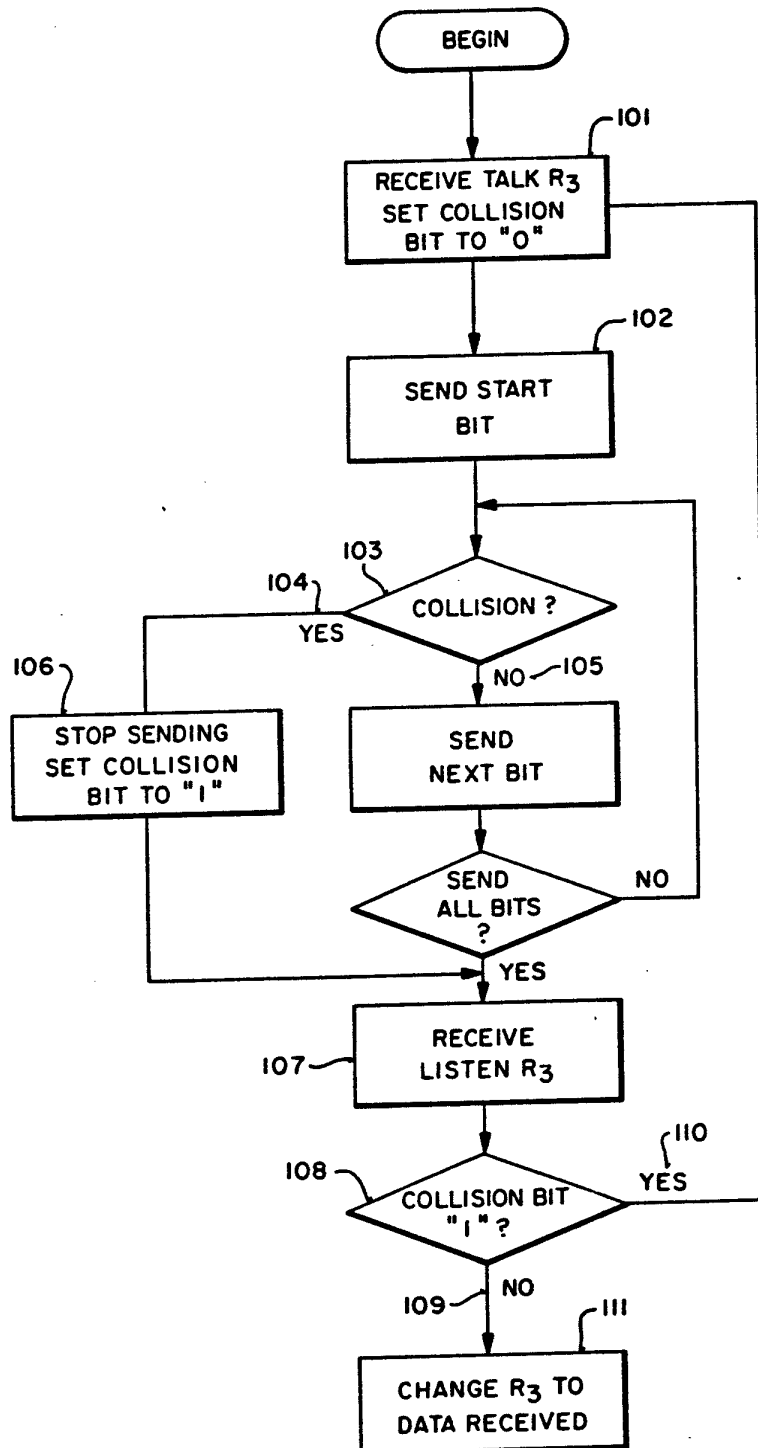 BEGIN
101
RECEIVE TALK R3
SET COLLISION
BIT TO "0"
102
SEND START
BIT
103
104
COLLISION ?
YES
NO
105
106
STOP SENDING
SET COLLISION
BIT TO "1"
SEND
NEXT BIT
SEND
ALL BITS
?
NO
YES
107
RECEIVE
LISTEN R3
108
COLLISION BIT
"1" ?
110
YES
109
NO
111
CHANGE R3 TO
DATA RECEIVED